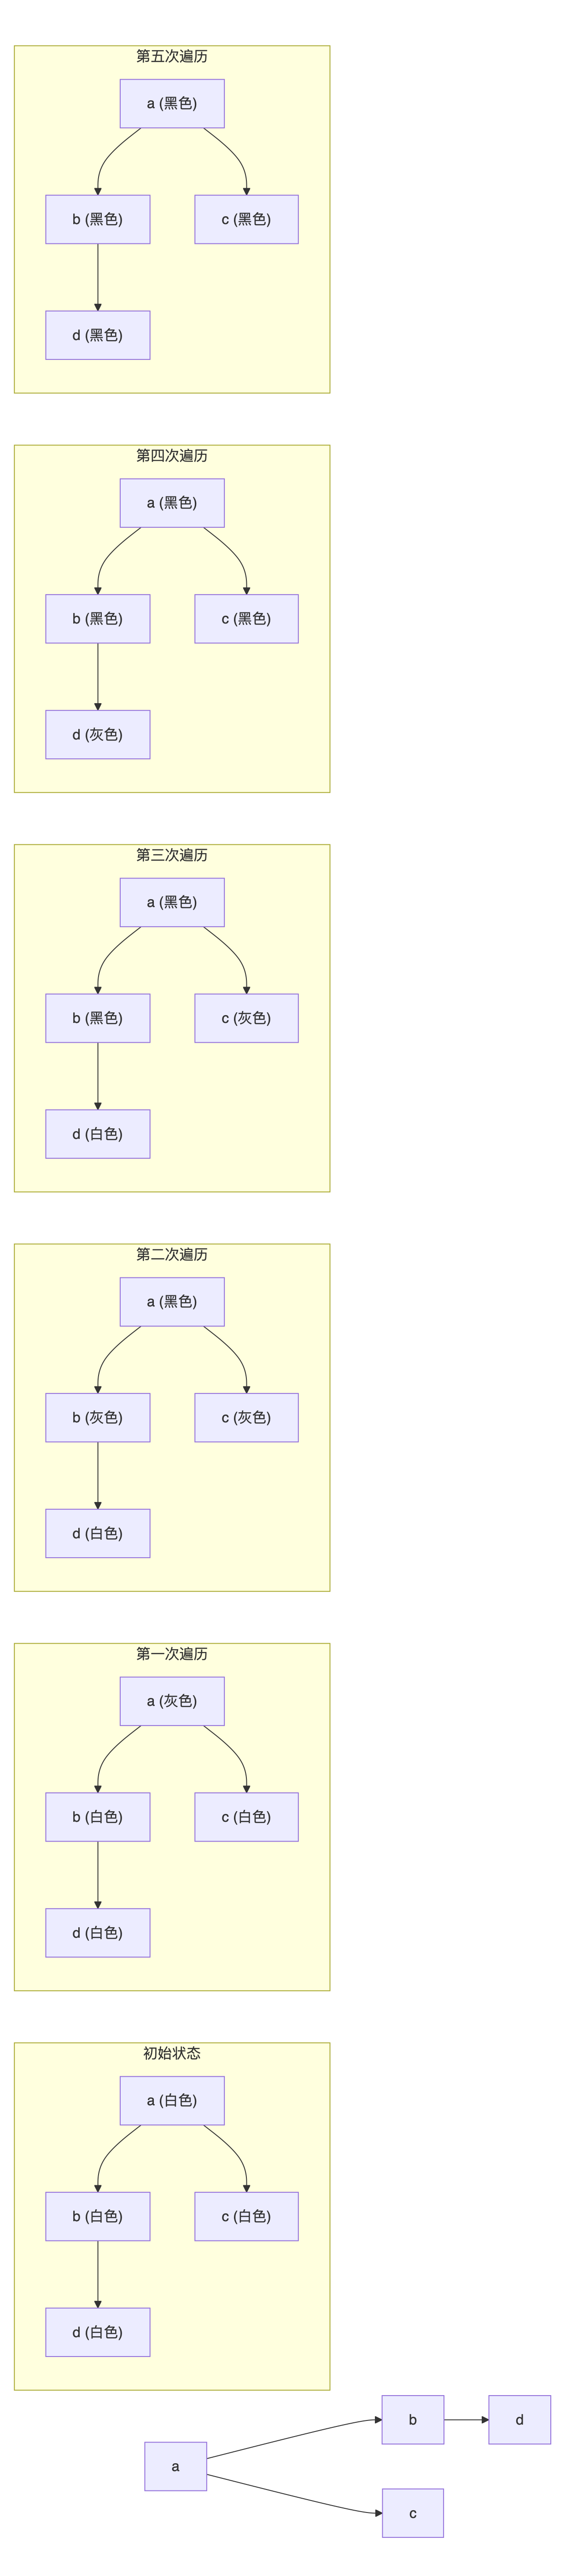 第五次遍历
a (黑色)
b (黑色)
c (黑色)
d (黑色)
第四次遍历
a (黑色)
b (黑色)
c (黑色)
d (灰色)
第三次遍历
a (黑色)
b (黑色)
c (灰色)
d (白色)
第二次遍历
a (黑色)
b (灰色)
c (灰色)
d (白色)
第一次遍历
a (灰色)
b (白色)
c (白色)
d (白色)
初始状态
a (白色)
b (白色)
c (白色)
d (白色)
b
d
a
c